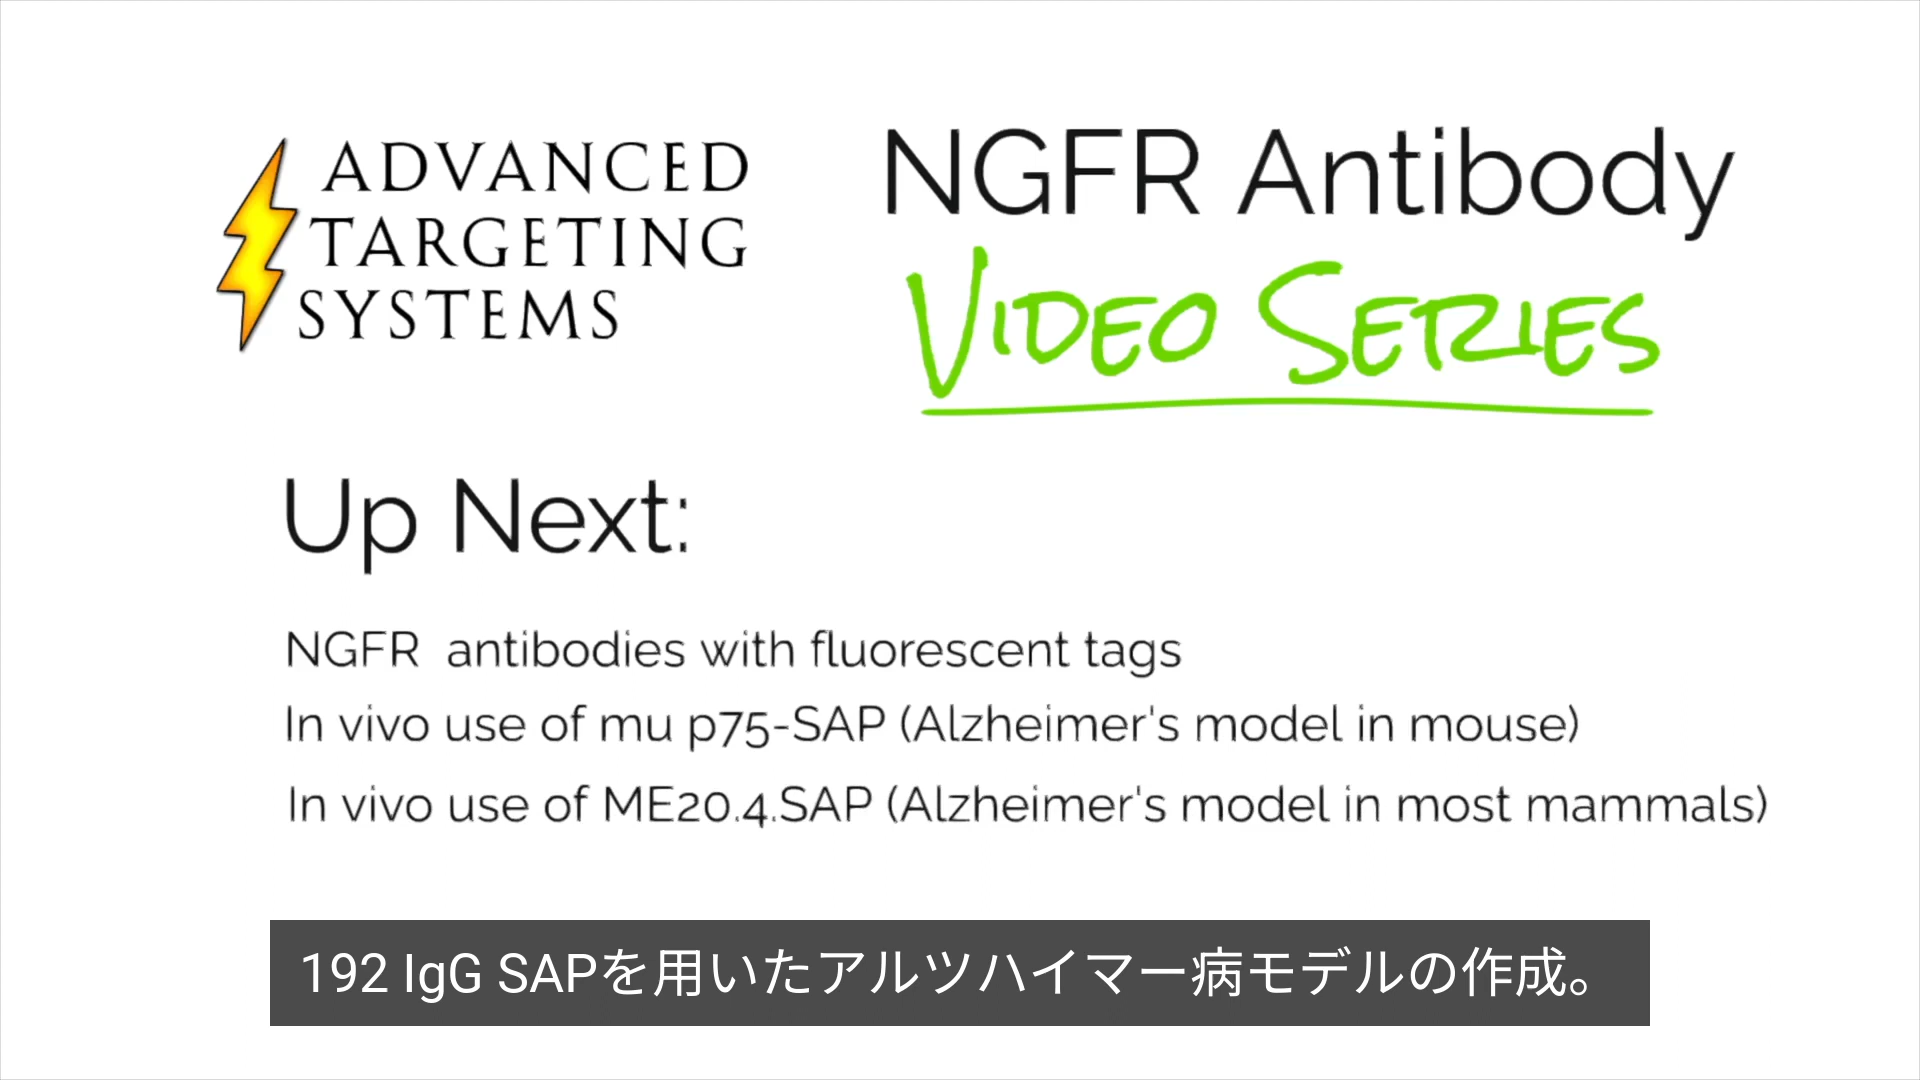 ADVANCED
TARGETING
SYSTEMS
NGFR Antibody
VIDEO SERIES
Up Next:
NGFR antibodies with fluorescent tags
In vivo use of mu p75-SAP (Alzheimer's model in mouse)
In vivo use of ME20.4.SAP (Alzheimer's model in most mammals)
192 IgG SAPを用いたアルツハイマー病モデルの作成。